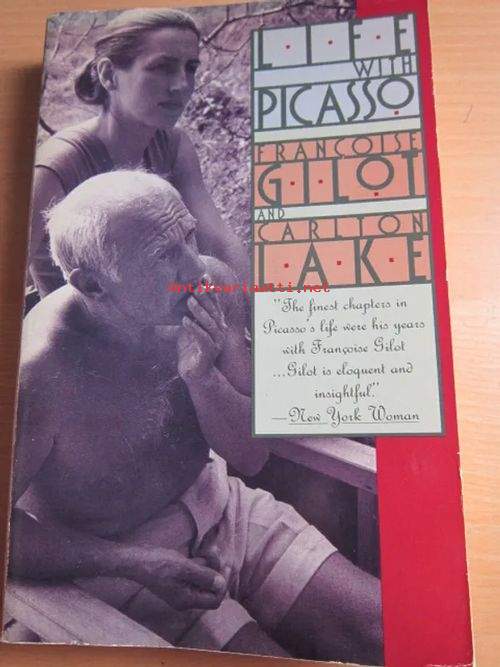 LIFE
WITH
PICASSO
FRANÇOISE
GILOT
AND
CARLTON
LAKE
antikvariaatti.net
"The finest chapters in
Picasso's life were his years
with Françoise Gilot
...Gilot is eloquent and
insightful."
—New York Woman